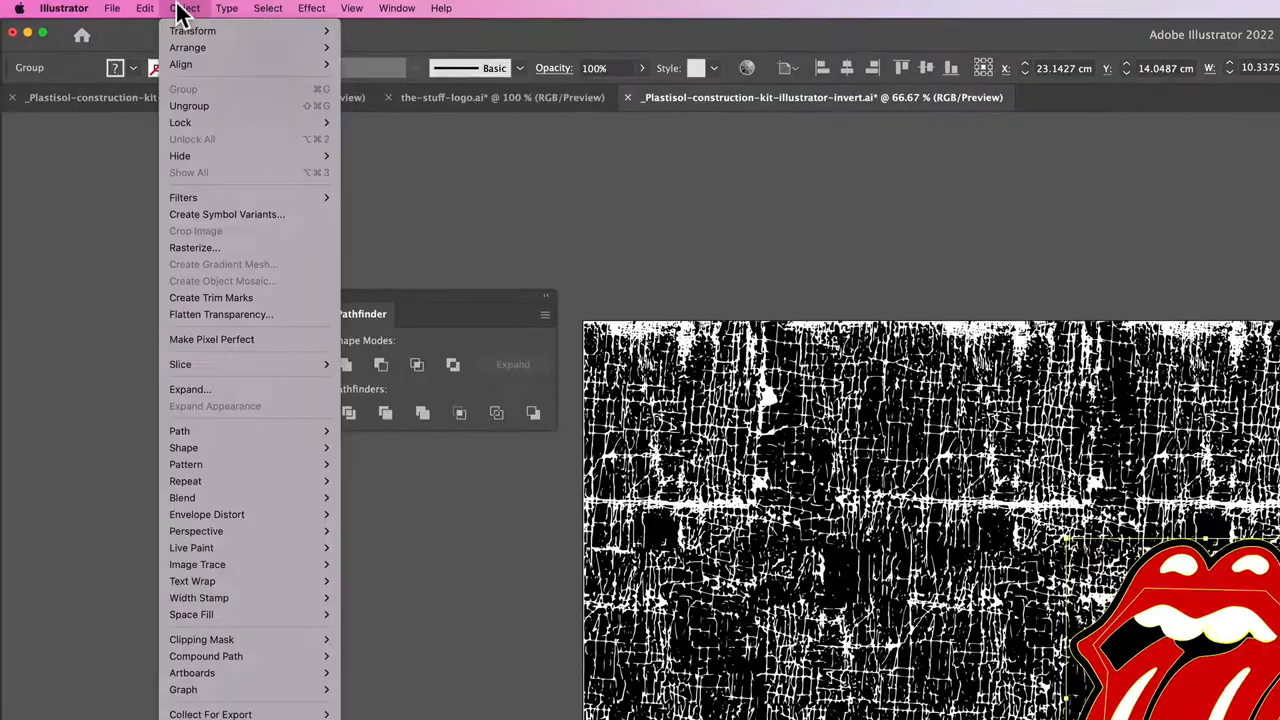 Illustrator File Edit Object Type Select Effect View Window Help
Adobe Illustrator 2022
Group ? Basic Opacity: 100% Style: X: 23.1427 cm Y: 14.0487 cm W: 10.3375
_Plastisol-construction-kit- view) × the-stuff-logo.ai* @ 100 % (RGB/Preview) × _Plastisol-construction-kit-illustrator-invert.ai* @ 66.67 % (RGB/Preview)
Transform
Arrange
Align
Group ⌘G
Ungroup ⇧⌘G
Lock
Unlock All ⌥⌘2
Hide
Show All ⌥⌘3
Filters
Create Symbol Variants...
Crop Image
Rasterize...
Create Gradient Mesh...
Create Object Mosaic...
Create Trim Marks
Flatten Transparency...
Make Pixel Perfect
Slice
Expand...
Expand Appearance
Path
Shape
Pattern
Repeat
Blend
Envelope Distort
Perspective
Live Paint
Image Trace
Text Wrap
Width Stamp
Space Fill
Clipping Mask
Compound Path
Artboards
Graph
Collect For Export
Pathfinder
hape Modes:
Expand
athfinders: